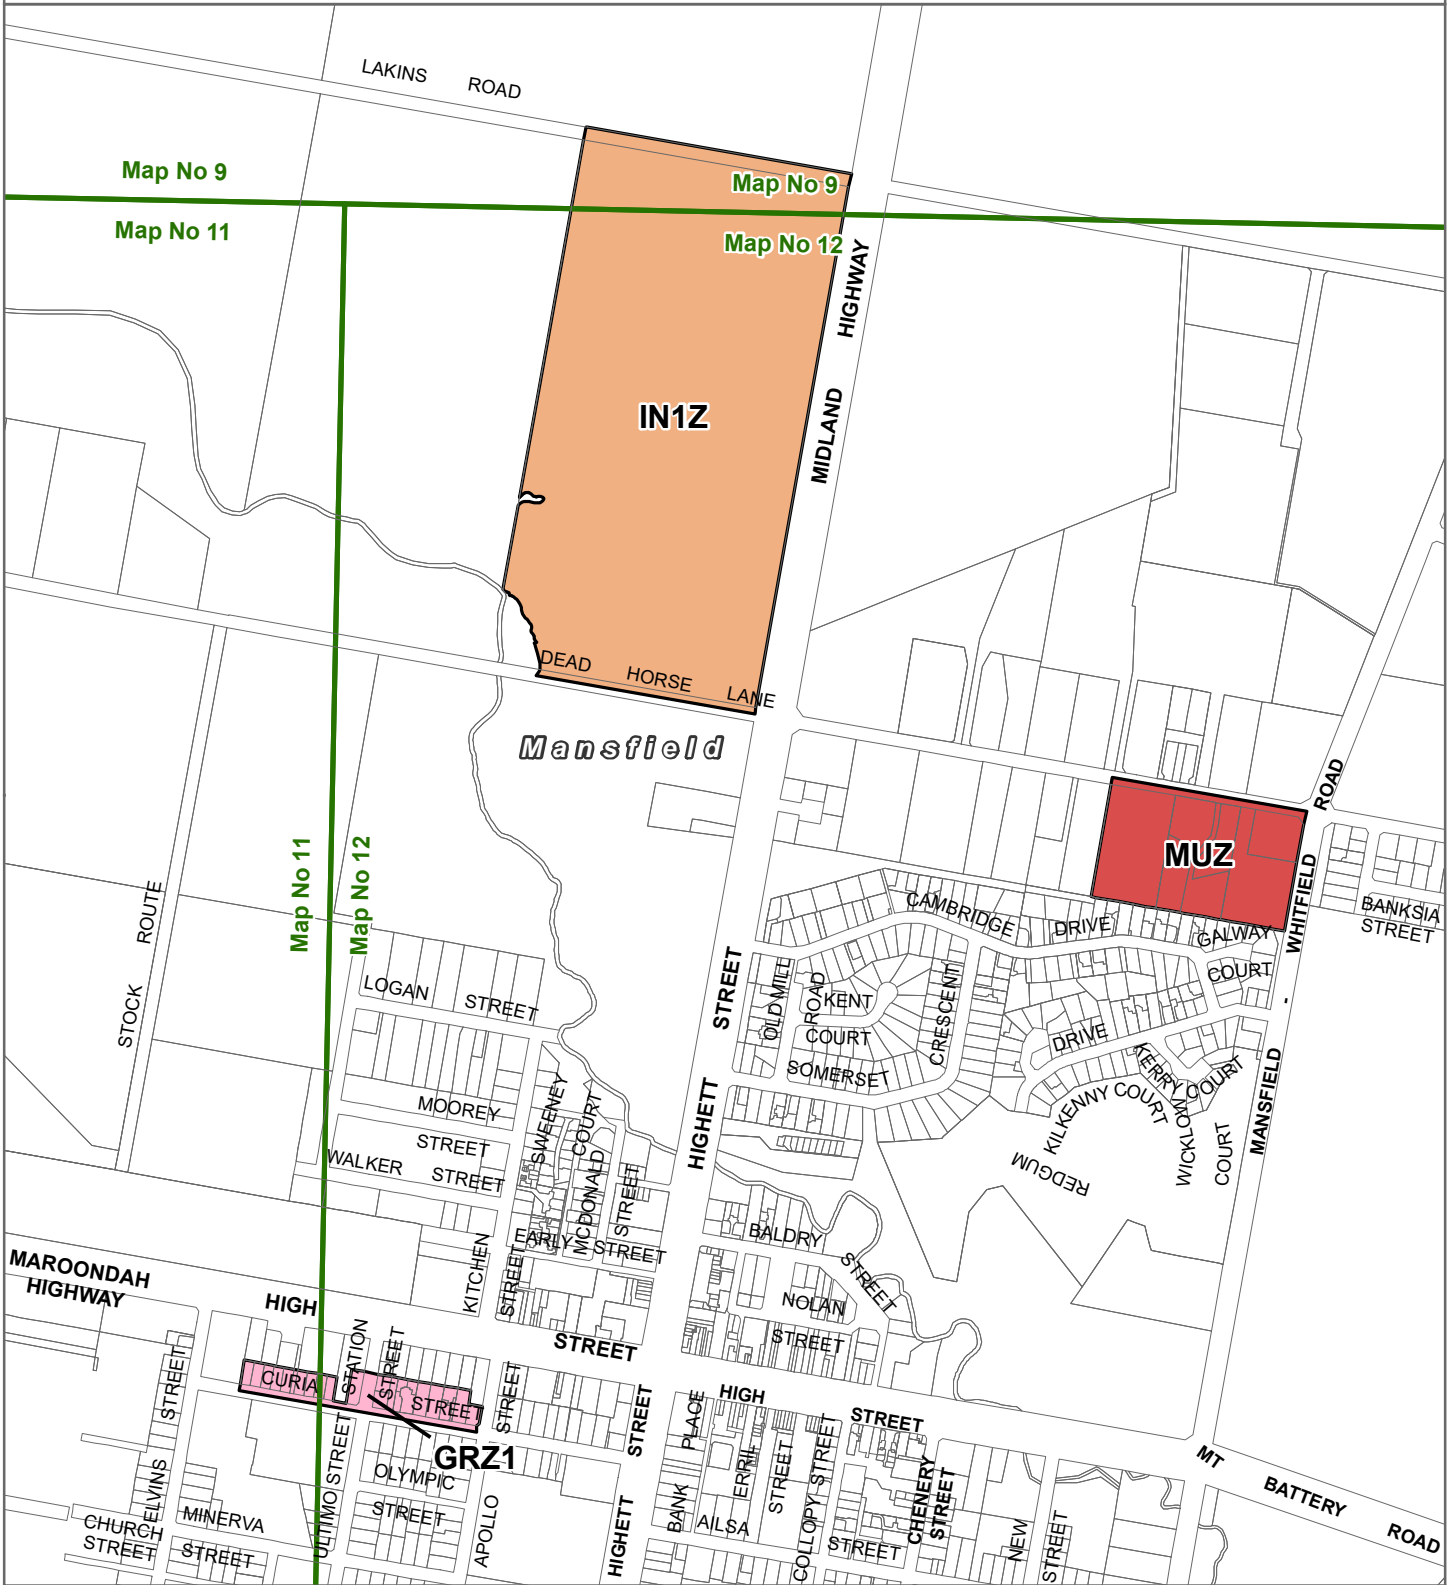 LAKINS ROAD
Map No 9
Map No 9
Map No 11
Map No 12
MIDLAND HIGHWAY
IN1Z
DEAD HORSE LANE
Mansfield
ROAD
MUZ
WHITFIELD
MANSFIELD -
BANKSIA
STREET
Map No 11
Map No 12
STOCK ROUTE
CAMBRIDGE DRIVE
GALWAY
COURT
LOGAN STREET
HIGHETT STREET
OLD MILL
ROAD
KENT
COURT
CRESCENT
SOMERSET
DRIVE
KERRY COURT
KILKENNY COURT
WICKLOW
COURT
REDGUM
MOOREY
STREET
SWEENEY
COURT
MCDONALD
STREET
WALKER
STREET
EARLY STREET
BALDRY
STREET
KITCHEN
STREET
NOLAN
STREET
MAROONDAH
HIGHWAY
HIGH
STREET
STATION
STREET
CURIA
STREET
GRZ1
STREET
STREET
HIGH
STREET
ELVINS
STREET
ULTIMO STREET
OLYMPIC
STREET
APOLLO
HIGHETT
STREET
BANK
PLACE
ERRIL
STREET
COLLOPY STREET
CHENERY
STREET
AILSA
STREET
NEW
STREET
MINERVA
STREET
CHURCH
STREET
MT BATTERY ROAD